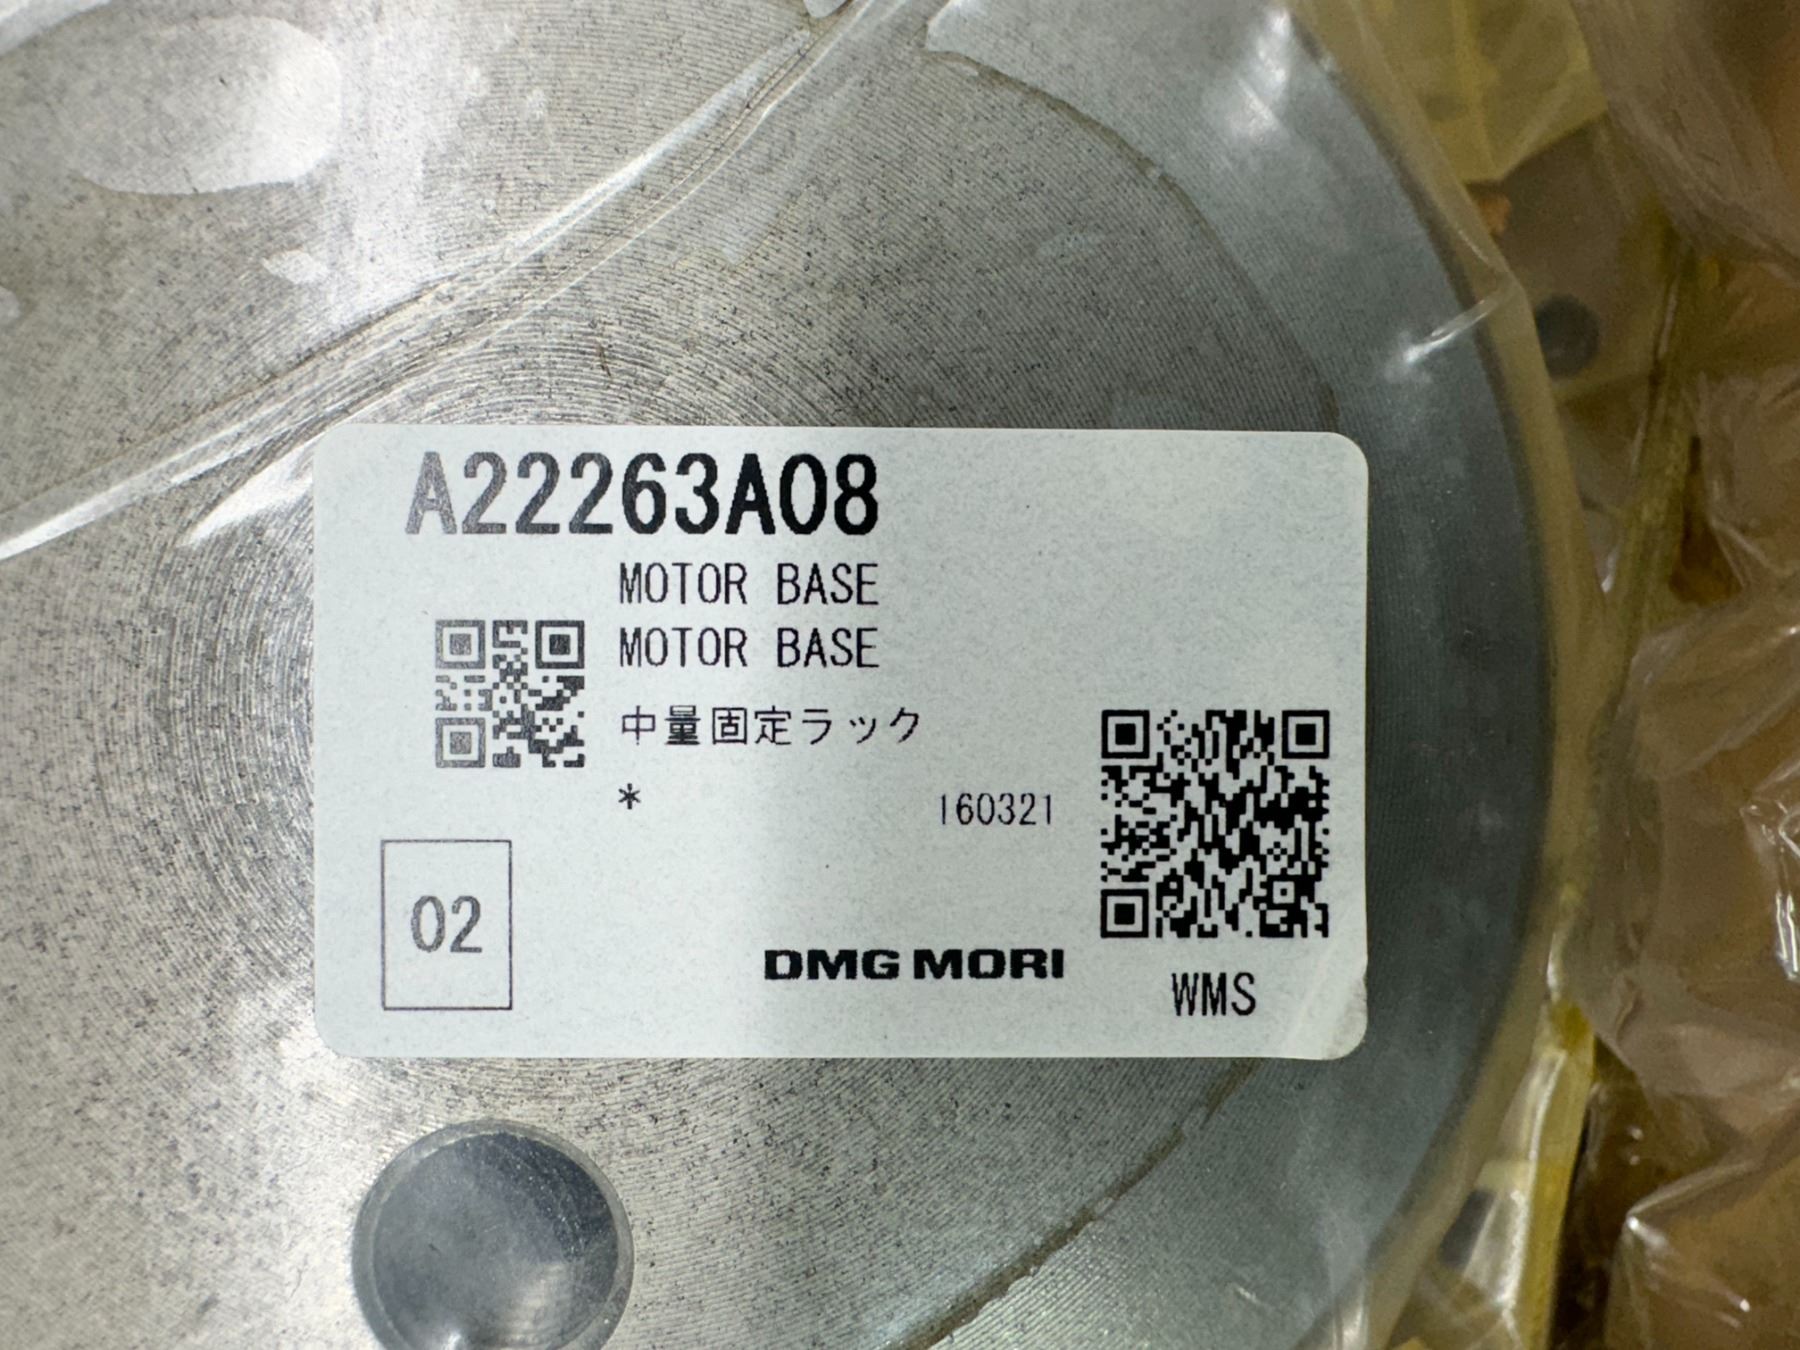 A22263A08
MOTOR BASE
MOTOR BASE
中量固定ラック
*
160321
02
DMG MORI
WMS